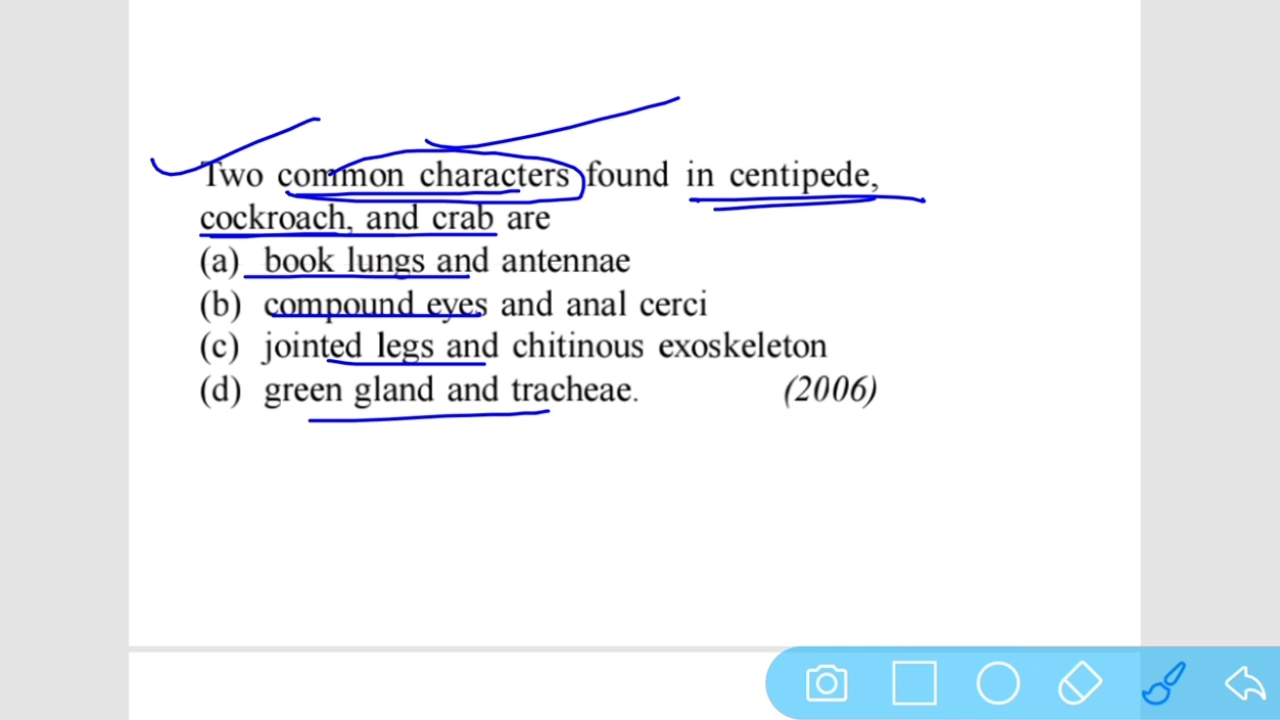 Two common characters found in centipede,
cockroach, and crab are
(a) book lungs and antennae
(b) compound eyes and anal cerci
(c) jointed legs and chitinous exoskeleton
(d) green gland and tracheae. (2006)